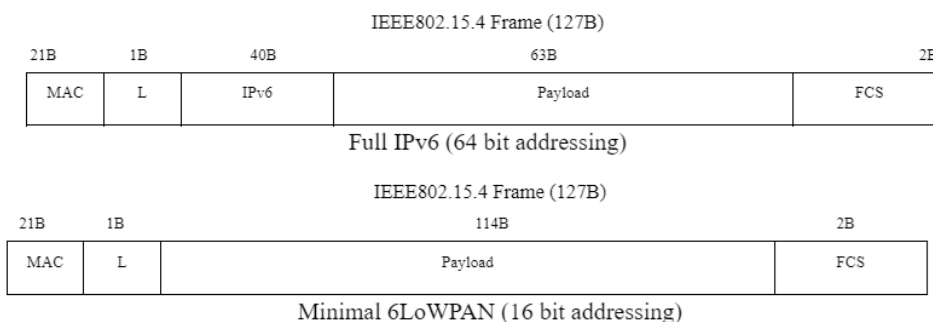 IEEE802.15.4 Frame (127B)
21B 1B 40B 63B 2B
MAC L IPv6 Payload FCS
Full IPv6 (64 bit addressing)
IEEE802.15.4 Frame (127B)
21B 1B 114B 2B
MAC L Payload FCS
Minimal 6LoWPAN (16 bit addressing)